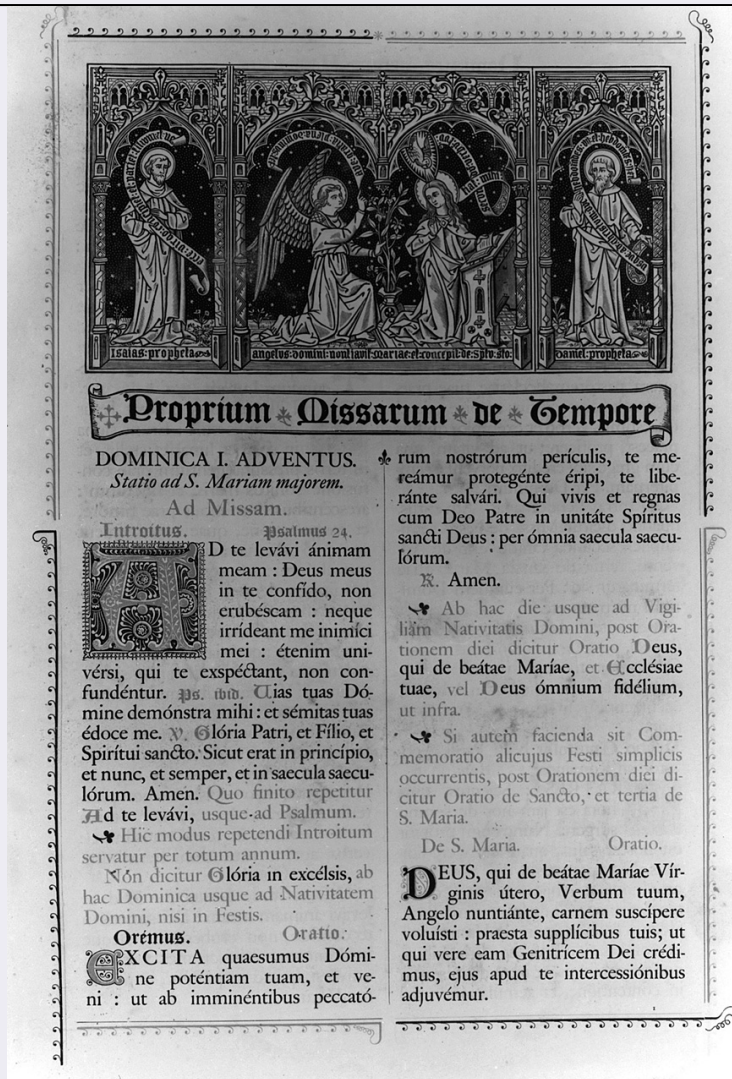 Isaias: propheta
angelus: domini: nuntiavit: Mariae: et: concepit: de: Sptu: sto:
Daniel: propheta
Proprium Missarum de Tempore
DOMINICA I. ADVENTUS.
Statio ad S. Mariam majorem.
Ad Missam.
Introitus. Psalmus 24.
AD te levávi ánimam
meam : Deus meus
in te confído, non
erubéscam : neque
irrídeant me inimíci
mei : étenim uni-
vérsi, qui te exspéctant, non con-
fundéntur. Ps. ibid. Vias tuas Dó-
mine demónstra mihi : et sémitas tuas
édoce me. ℣. Glória Patri, et Fílio, et
Spirítui sancto. Sicut erat in princípio,
et nunc, et semper, et in saecula saecu-
lórum. Amen. Quo finito repetitur
Ad te levávi, usque ad Psalmum.
Hic modus repetendi Introitum
servatur per totum annum.
Non dicitur Glória in excélsis, ab
hac Dominica usque ad Nativitatem
Domini, nisi in Festis.
Orémus. Oratio.
EXCITA quaesumus Dómi-
ne poténtiam tuam, et ve-
ni : ut ab imminéntibus peccató-
rum nostrórum perículis, te me-
reámur protegénte éripi, te libe-
ránte salvári. Qui vivis et regnas
cum Deo Patre in unitáte Spíritus
sancti Deus : per ómnia saecula saecu-
lórum.
℟. Amen.
Ab hac die usque ad Vigi-
liam Nativitatis Domini, post Ora-
tionem diei dicitur Oratio Deus,
qui de beátae Maríae, et Ecclésiae
tuae, vel Deus ómnium fidélium,
ut infra.
Si autem facienda sit Com-
memoratio alicujus Festi simplicis
occurrentis, post Orationem diei di-
citur Oratio de Sancto, et tertia de
S. Maria.
De S. Maria. Oratio.
DEUS, qui de beátae Maríae Vír-
ginis útero, Verbum tuum,
Angelo nuntiánte, carnem suscípere
voluísti : praesta supplícibus tuis; ut
qui vere eam Genitrícem Dei crédi-
mus, ejus apud te intercessiónibus
adjuvémur.